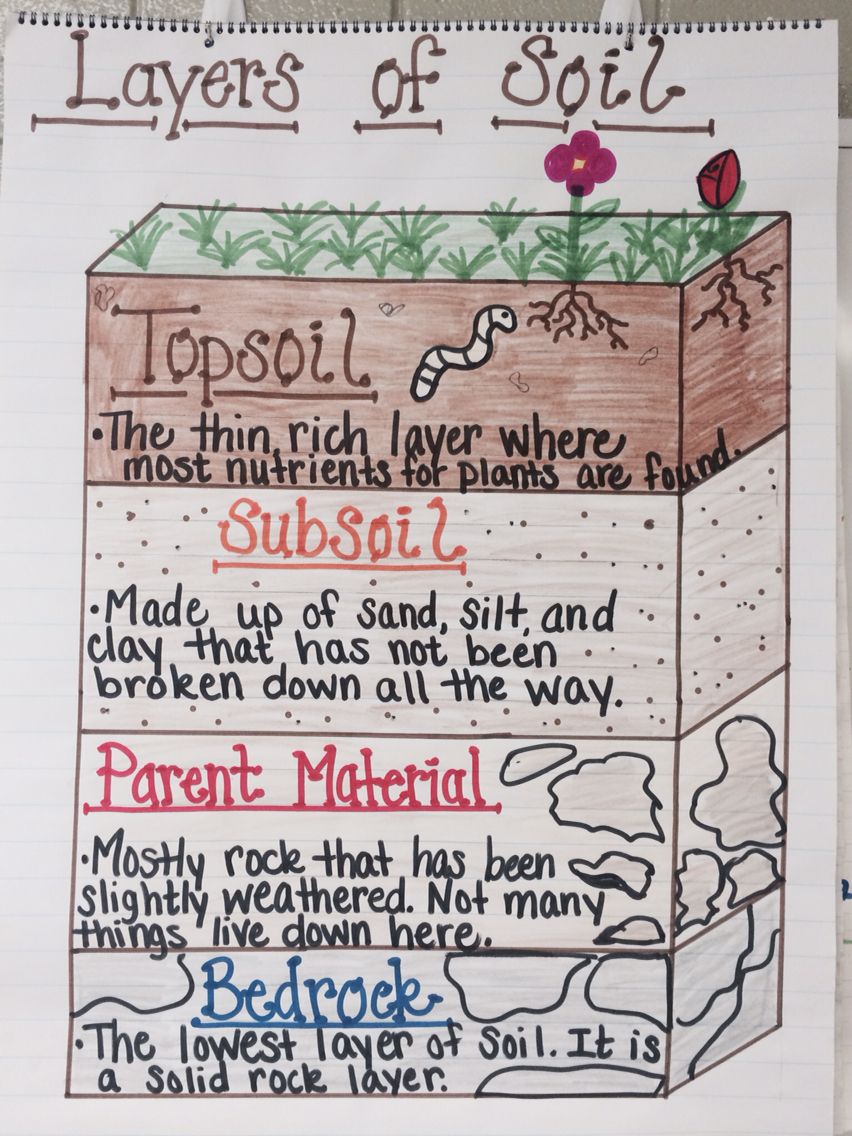 Layers of Soil
Topsoil
•The thin, rich layer where
most nutrients for plants are found.
Subsoil
•Made up of sand, silt, and
clay that has not been
broken down all the way.
Parent Material
•Mostly rock that has been
slightly weathered. Not many
things live down here.
Bedrock
•The lowest layer of soil. It is
a solid rock layer.